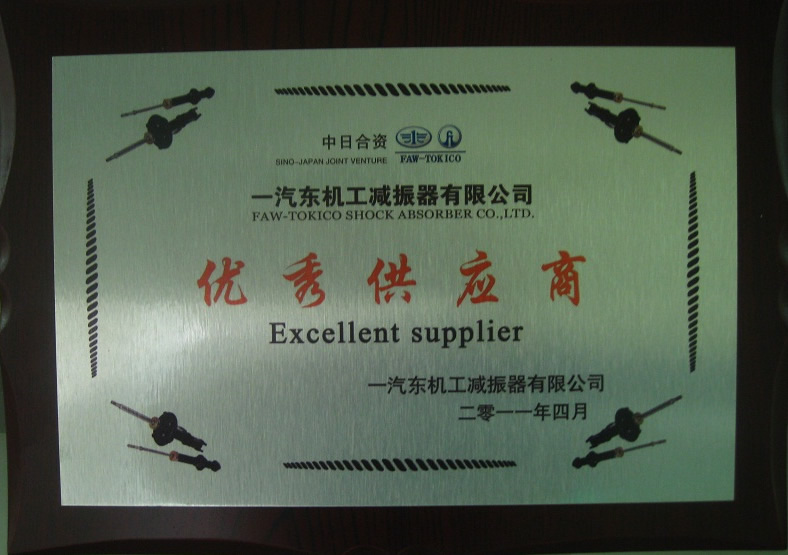 中日合资
SINO-JAPAN JOINT VENTURE
FAW-TOKICO
一汽东机工减振器有限公司
FAW-TOKICO SHOCK ABSORBER CO.,LTD.
优秀供应商
Excellent supplier
一汽东机工减振器有限公司
二零一一年四月